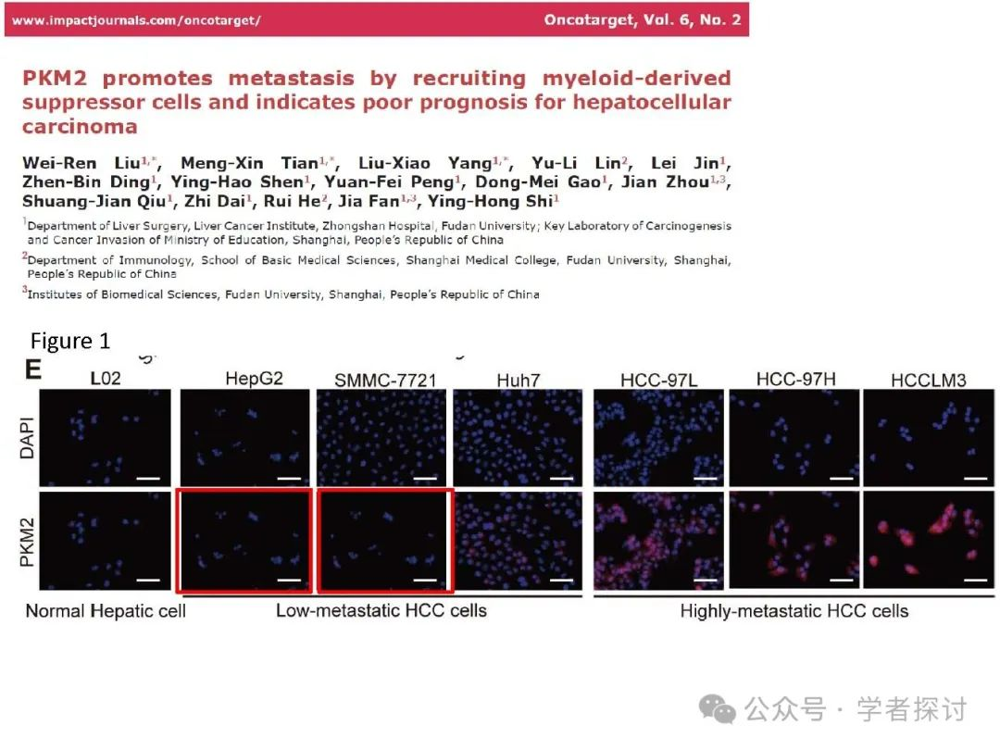 www.impactjournals.com/oncotarget/
Oncotarget, Vol. 6, No. 2
PKM2 promotes metastasis by recruiting myeloid-derived
suppressor cells and indicates poor prognosis for hepatocellular
carcinoma
Wei-Ren Liu1,*, Meng-Xin Tian1,*, Liu-Xiao Yang1,*, Yu-Li Lin2, Lei Jin1,
Zhen-Bin Ding1, Ying-Hao Shen1, Yuan-Fei Peng1, Dong-Mei Gao1, Jian Zhou1,3,
Shuang-Jian Qiu1, Zhi Dai1, Rui He2, Jia Fan1,3, Ying-Hong Shi1
1Department of Liver Surgery, Liver Cancer Institute, Zhongshan Hospital, Fudan University; Key Laboratory of Carcinogenesis
and Cancer Invasion of Ministry of Education, Shanghai, People's Republic of China
2Department of Immunology, School of Basic Medical Sciences, Shanghai Medical College, Fudan University, Shanghai,
People's Republic of China
3Institutes of Biomedical Sciences, Fudan University, Shanghai, People's Republic of China
Figure 1
E
L02 HepG2 SMMC-7721 Huh7 HCC-97L HCC-97H HCCLM3
DAPI
PKM2
Normal Hepatic cell Low-metastatic HCC cells Highly-metastatic HCC cells
公众号 · 学者探讨